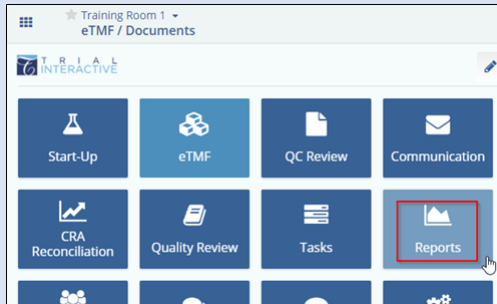 Training Room 1
eTMF / Documents
TRIAL
INTERACTIVE
Start-Up
eTMF
QC Review
Communication
CRA
Reconciliation
Quality Review
Tasks
Reports